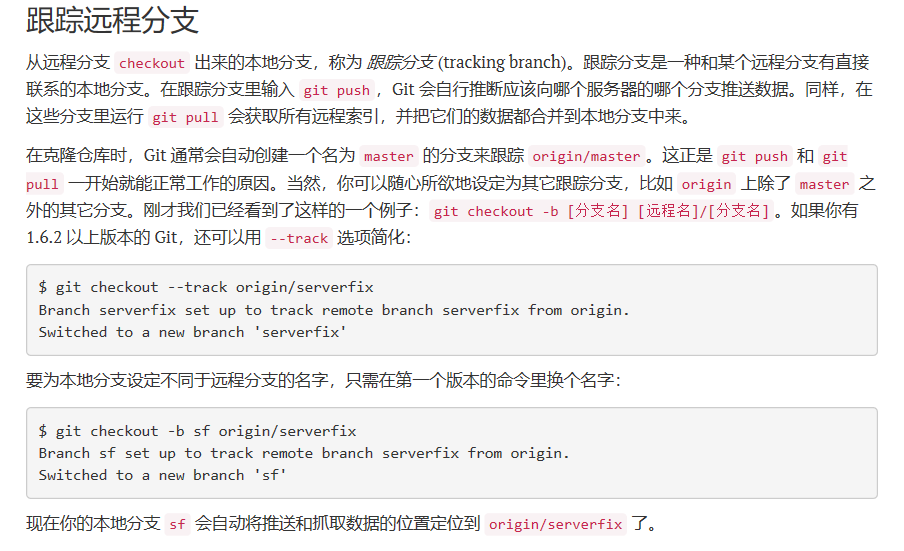 跟踪远程分支
从远程分支 checkout 出来的本地分支，称为 跟踪分支 (tracking branch)。跟踪分支是一种和某个远程分支有直接
联系的本地分支。在跟踪分支里输入 git push，Git 会自行推断应该向哪个服务器的哪个分支推送数据。同样，在
这些分支里运行 git pull 会获取所有远程索引，并把它们的数据都合并到本地分支中来。
在克隆仓库时，Git 通常会自动创建一个名为 master 的分支来跟踪 origin/master。这正是 git push 和 git
pull 一开始就能正常工作的原因。当然，你可以随心所欲地设定为其它跟踪分支，比如 origin 上除了 master 之
外的其它分支。刚才我们已经看到了这样的一个例子：git checkout -b [分支名] [远程名]/[分支名]。如果你有
1.6.2 以上版本的 Git，还可以用 --track 选项简化：
$ git checkout --track origin/serverfix
Branch serverfix set up to track remote branch serverfix from origin.
Switched to a new branch 'serverfix'
要为本地分支设定不同于远程分支的名字，只需在第一个版本的命令里换个名字：
$ git checkout -b sf origin/serverfix
Branch sf set up to track remote branch serverfix from origin.
Switched to a new branch 'sf'
现在你的本地分支 sf 会自动将推送和抓取数据的位置定位到 origin/serverfix 了。